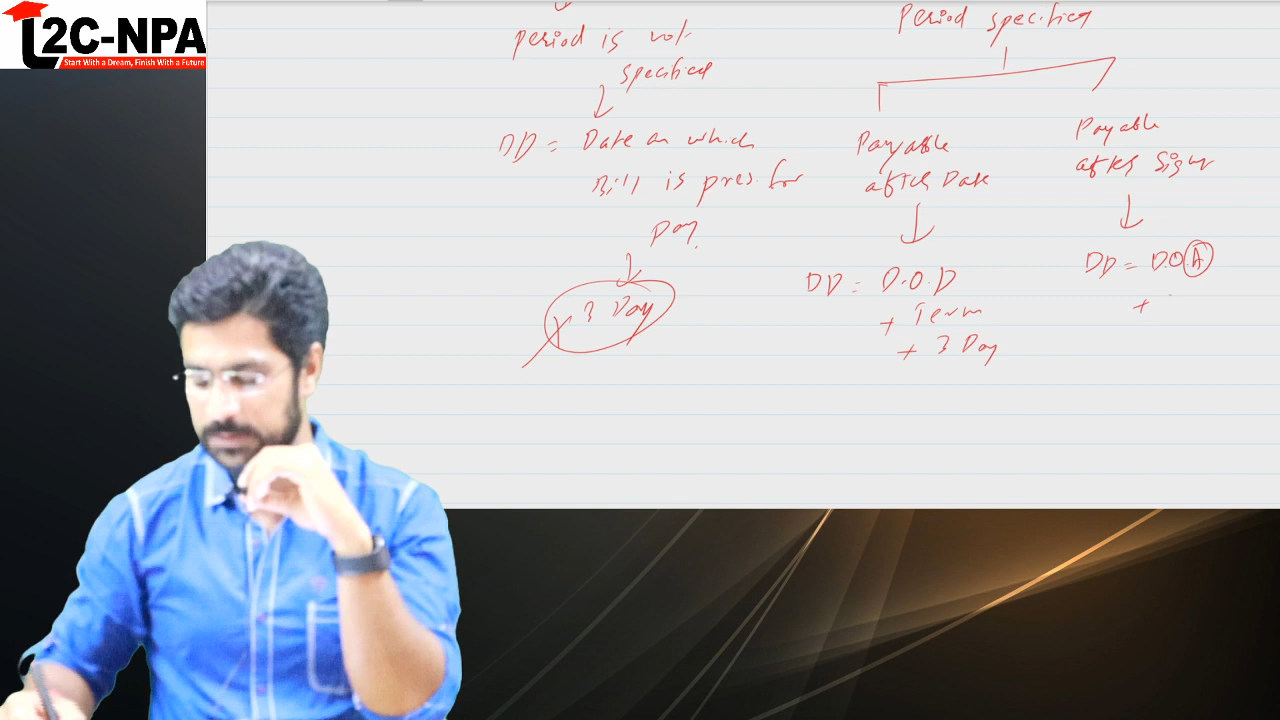 L2C-NPA
Start With a Dream, Finish With a Future
period is not
specified
DD = Date on which
Bill is pres. for
pay.
3 Day
Period specified
Payable
after Date
DD = D.O.D
+ Term
+ 3 Day
Payable
after Sight
DD = D.O.A
+